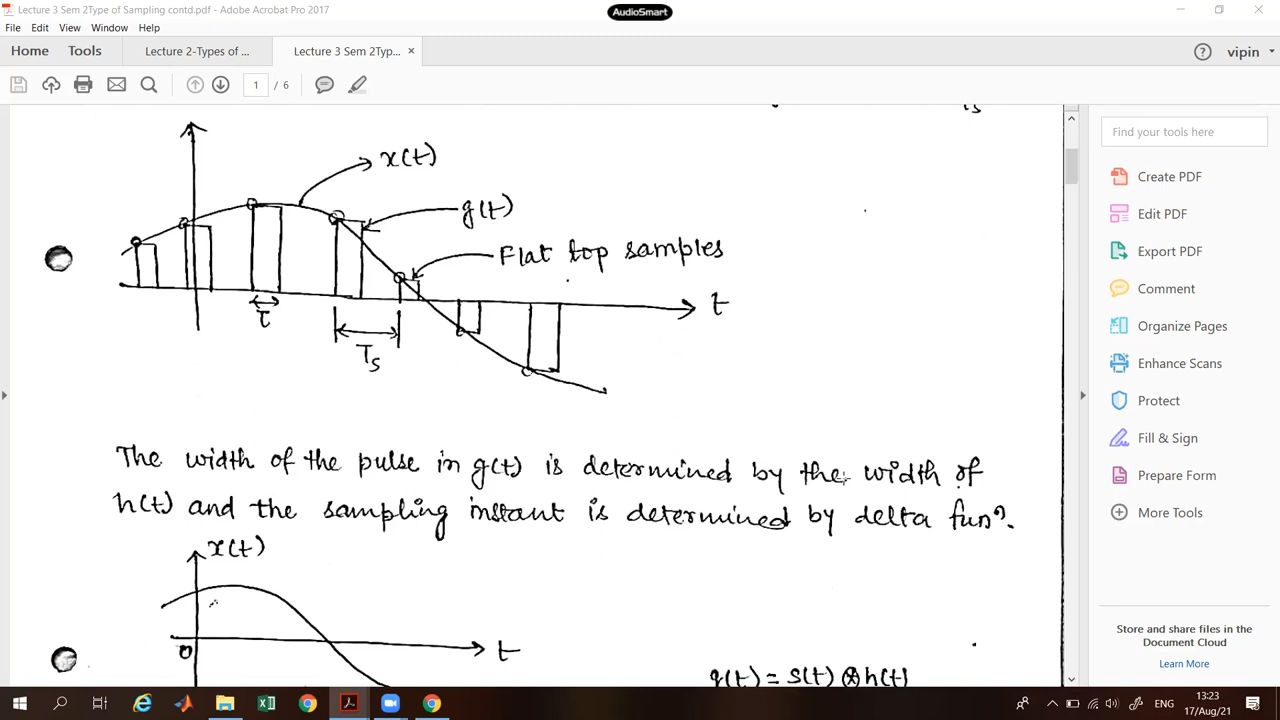 Lecture 3 Sem 2Type of Sampling contd.pdf - Adobe Acrobat Pro 2017
AudioSmart
File Edit View Window Help
Home Tools Lecture 2-Types of ... Lecture 3 Sem 2Typ... × vipin
1 / 6
Ts
x(t)
g(t)
Flat top samples
t
τ
Ts
The width of the pulse in g(t) is determined by the width of
h(t) and the sampling instant is determined by delta funⁿ.
x(t)
t
0
g(t) = s(t) ⊛ h(t)
Find your tools here
Create PDF
Edit PDF
Export PDF
Comment
Organize Pages
Enhance Scans
Protect
Fill & Sign
Prepare Form
More Tools
Store and share files in the
Document Cloud
Learn More
ENG
13:23
17/Aug/21